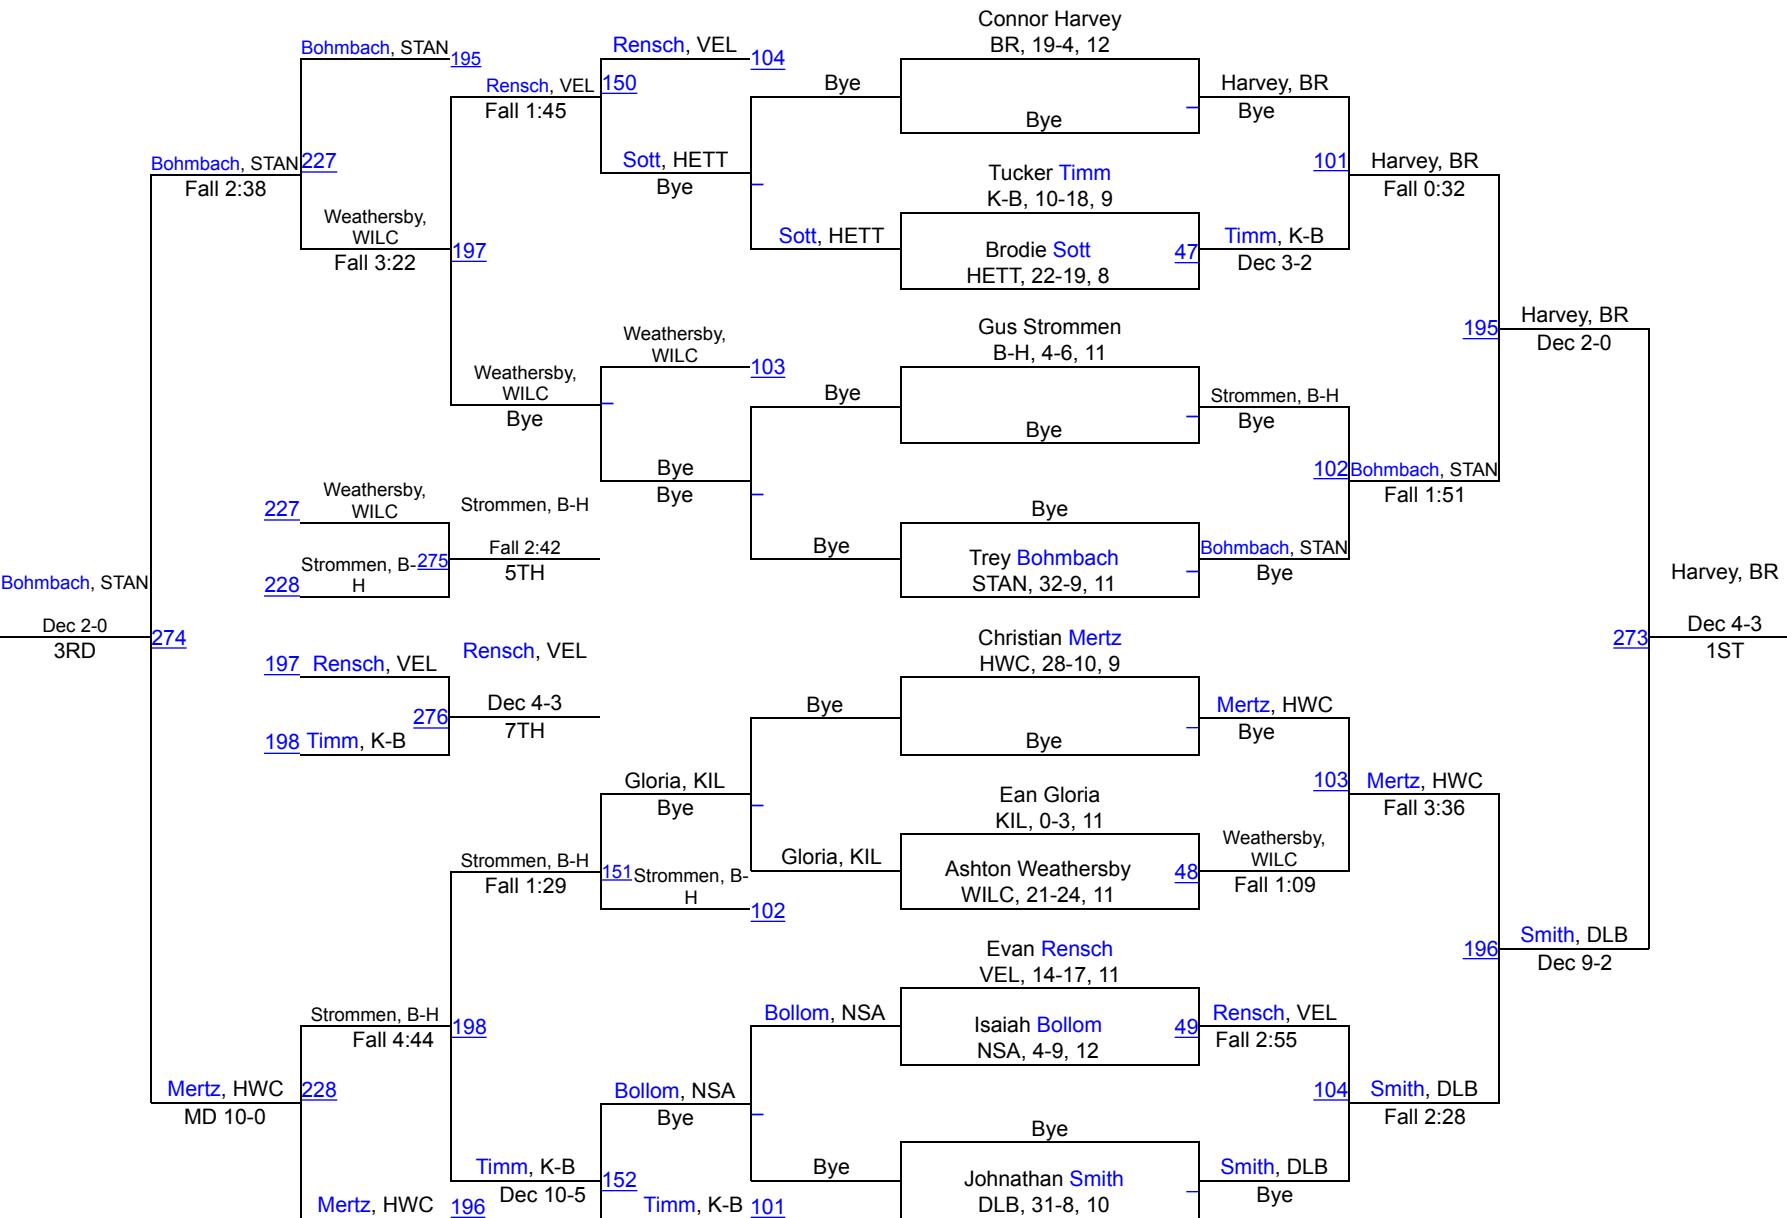 Connor Harvey
BR, 19-4, 12
Bohmbach, STAN
195
Rensch, VEL
104
Rensch, VEL
150
Fall 1:45
Bye
Bye
Harvey, BR
Bye
Bohmbach, STAN
227
Fall 2:38
Sott, HETT
Bye
Tucker Timm
K-B, 10-18, 9
101
Harvey, BR
Fall 0:32
Weathersby,
WILC
Fall 3:22
197
Sott, HETT
Brodie Sott
HETT, 22-19, 8
47
Timm, K-B
Dec 3-2
Gus Strommen
B-H, 4-6, 11
195
Harvey, BR
Dec 2-0
Weathersby,
WILC
103
Weathersby,
WILC
Bye
Bye
Bye
Strommen, B-H
Bye
Bye
Bye
102
Bohmbach, STAN
Fall 1:51
227
Weathersby,
WILC
Strommen, B-H
Bye
Bye
Trey Bohmbach
STAN, 32-9, 11
Bohmbach, STAN
Bye
228
Strommen, B-
H
275
Fall 2:42
5TH
Bohmbach, STAN
Dec 2-0
3RD
274
Harvey, BR
273
Dec 4-3
1ST
Christian Mertz
HWC, 28-10, 9
197
Rensch, VEL
Rensch, VEL
276
Dec 4-3
7TH
198
Timm, K-B
Bye
Bye
Mertz, HWC
Bye
Gloria, KIL
Bye
Ean Gloria
KIL, 0-3, 11
103
Mertz, HWC
Fall 3:36
Strommen, B-H
Fall 1:29
151
Strommen, B-
H
102
Gloria, KIL
Ashton Weathersby
WILC, 21-24, 11
48
Weathersby,
WILC
Fall 1:09
Evan Rensch
VEL, 14-17, 11
196
Smith, DLB
Dec 9-2
Strommen, B-H
Fall 4:44
198
Bollom, NSA
Isaiah Bollom
NSA, 4-9, 12
49
Rensch, VEL
Fall 2:55
Mertz, HWC
MD 10-0
228
Bollom, NSA
Bye
Bye
104
Smith, DLB
Fall 2:28
Timm, K-B
Dec 10-5
152
Bye
Johnathan Smith
DLB, 31-8, 10
Smith, DLB
Bye
Mertz, HWC
196
Timm, K-B
101